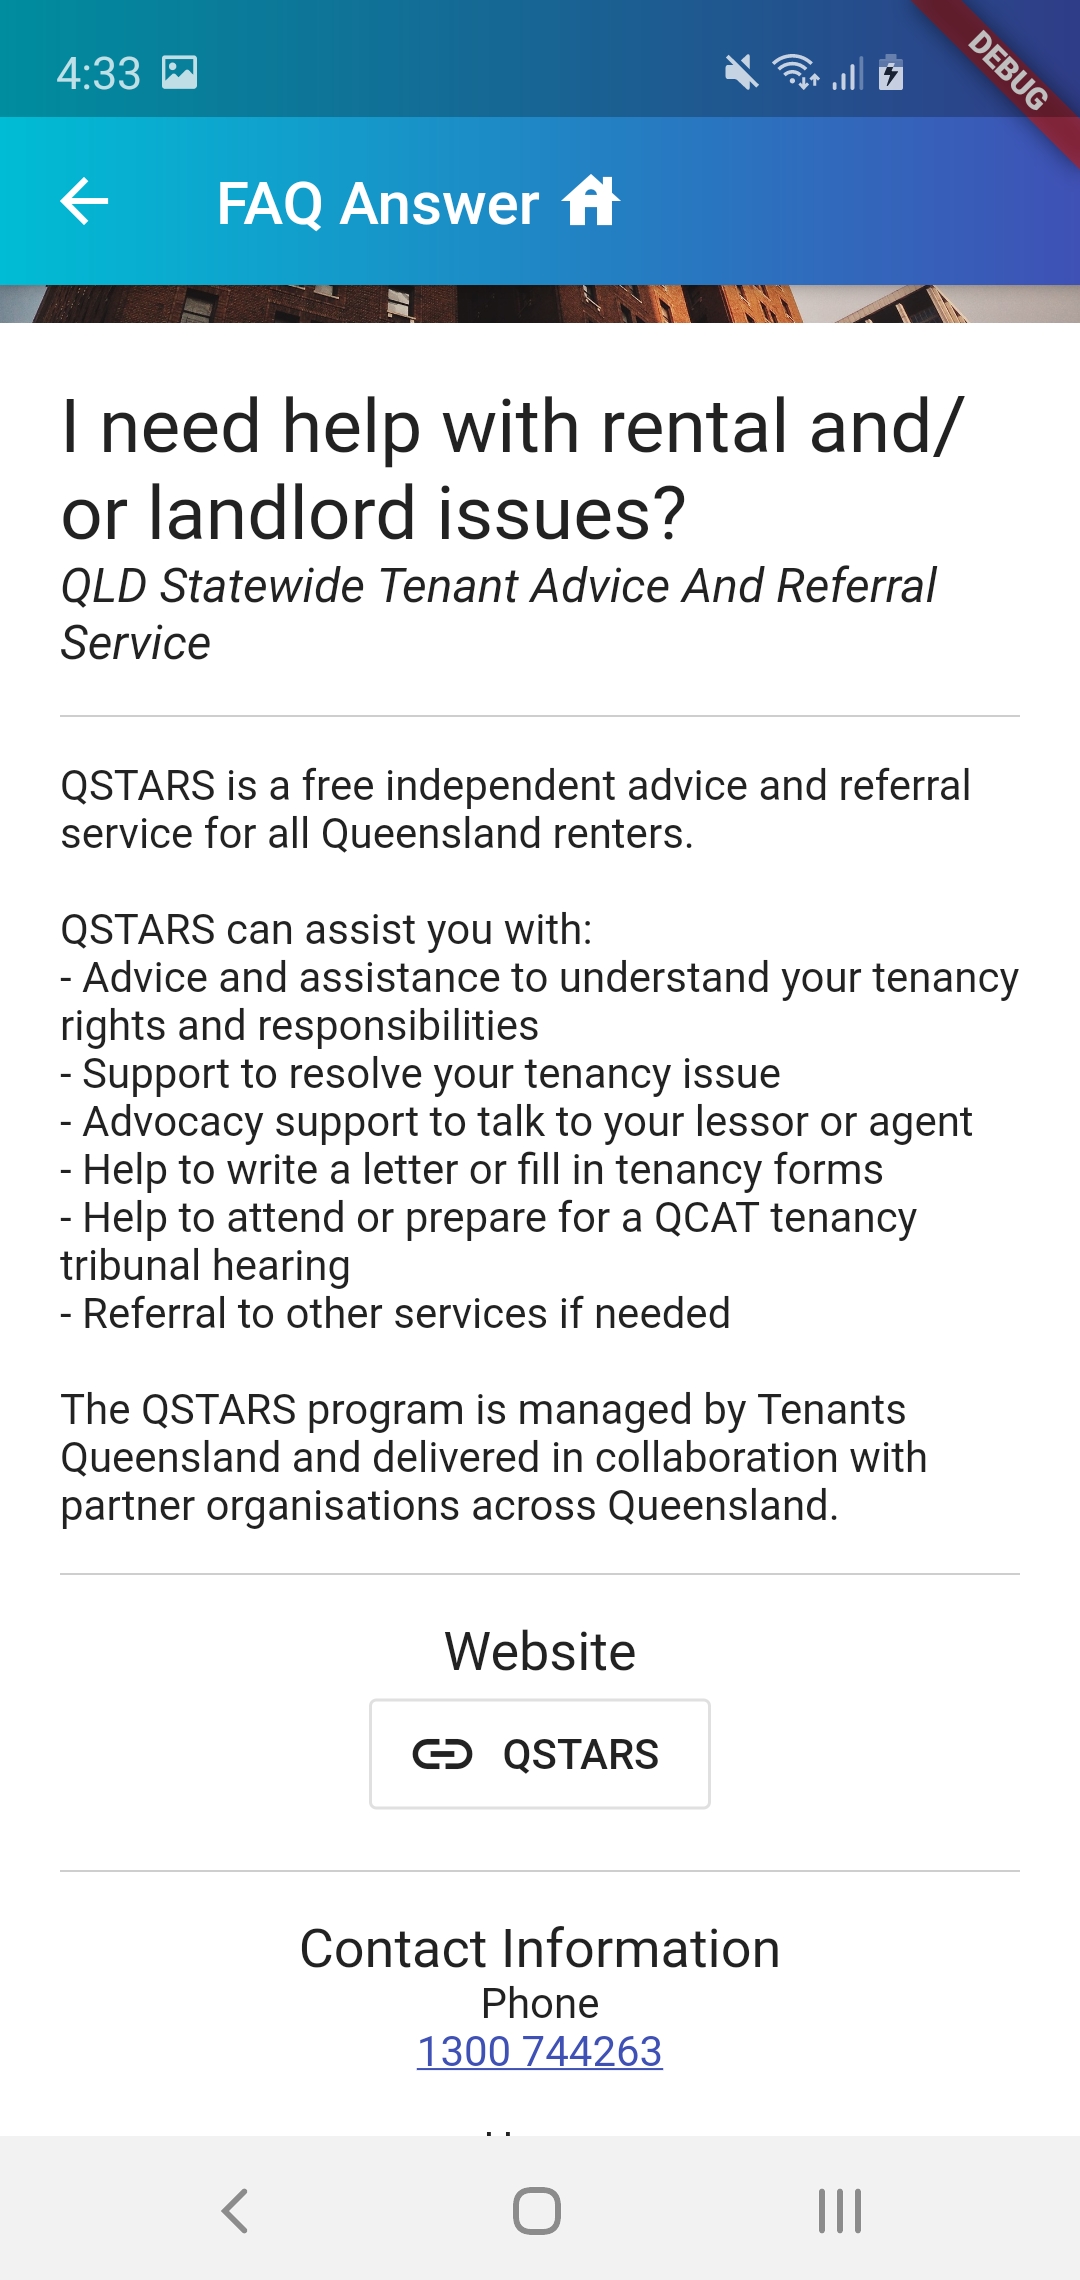 4:33
DEBUG
FAQ Answer
I need help with rental and/
or landlord issues?
QLD Statewide Tenant Advice And Referral
Service
QSTARS is a free independent advice and referral
service for all Queensland renters.
QSTARS can assist you with:
- Advice and assistance to understand your tenancy
rights and responsibilities
- Support to resolve your tenancy issue
- Advocacy support to talk to your lessor or agent
- Help to write a letter or fill in tenancy forms
- Help to attend or prepare for a QCAT tenancy
tribunal hearing
- Referral to other services if needed
The QSTARS program is managed by Tenants
Queensland and delivered in collaboration with
partner organisations across Queensland.
Website
QSTARS
Contact Information
Phone
1300 744263